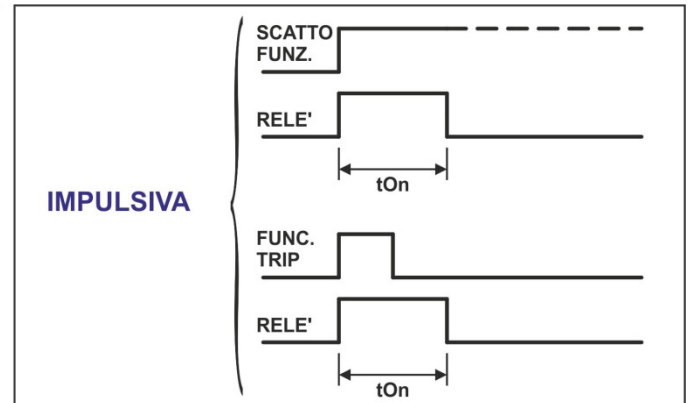 SCATTO
FUNZ.
RELE'
tOn
IMPULSIVA
FUNC.
TRIP
RELE'
tOn